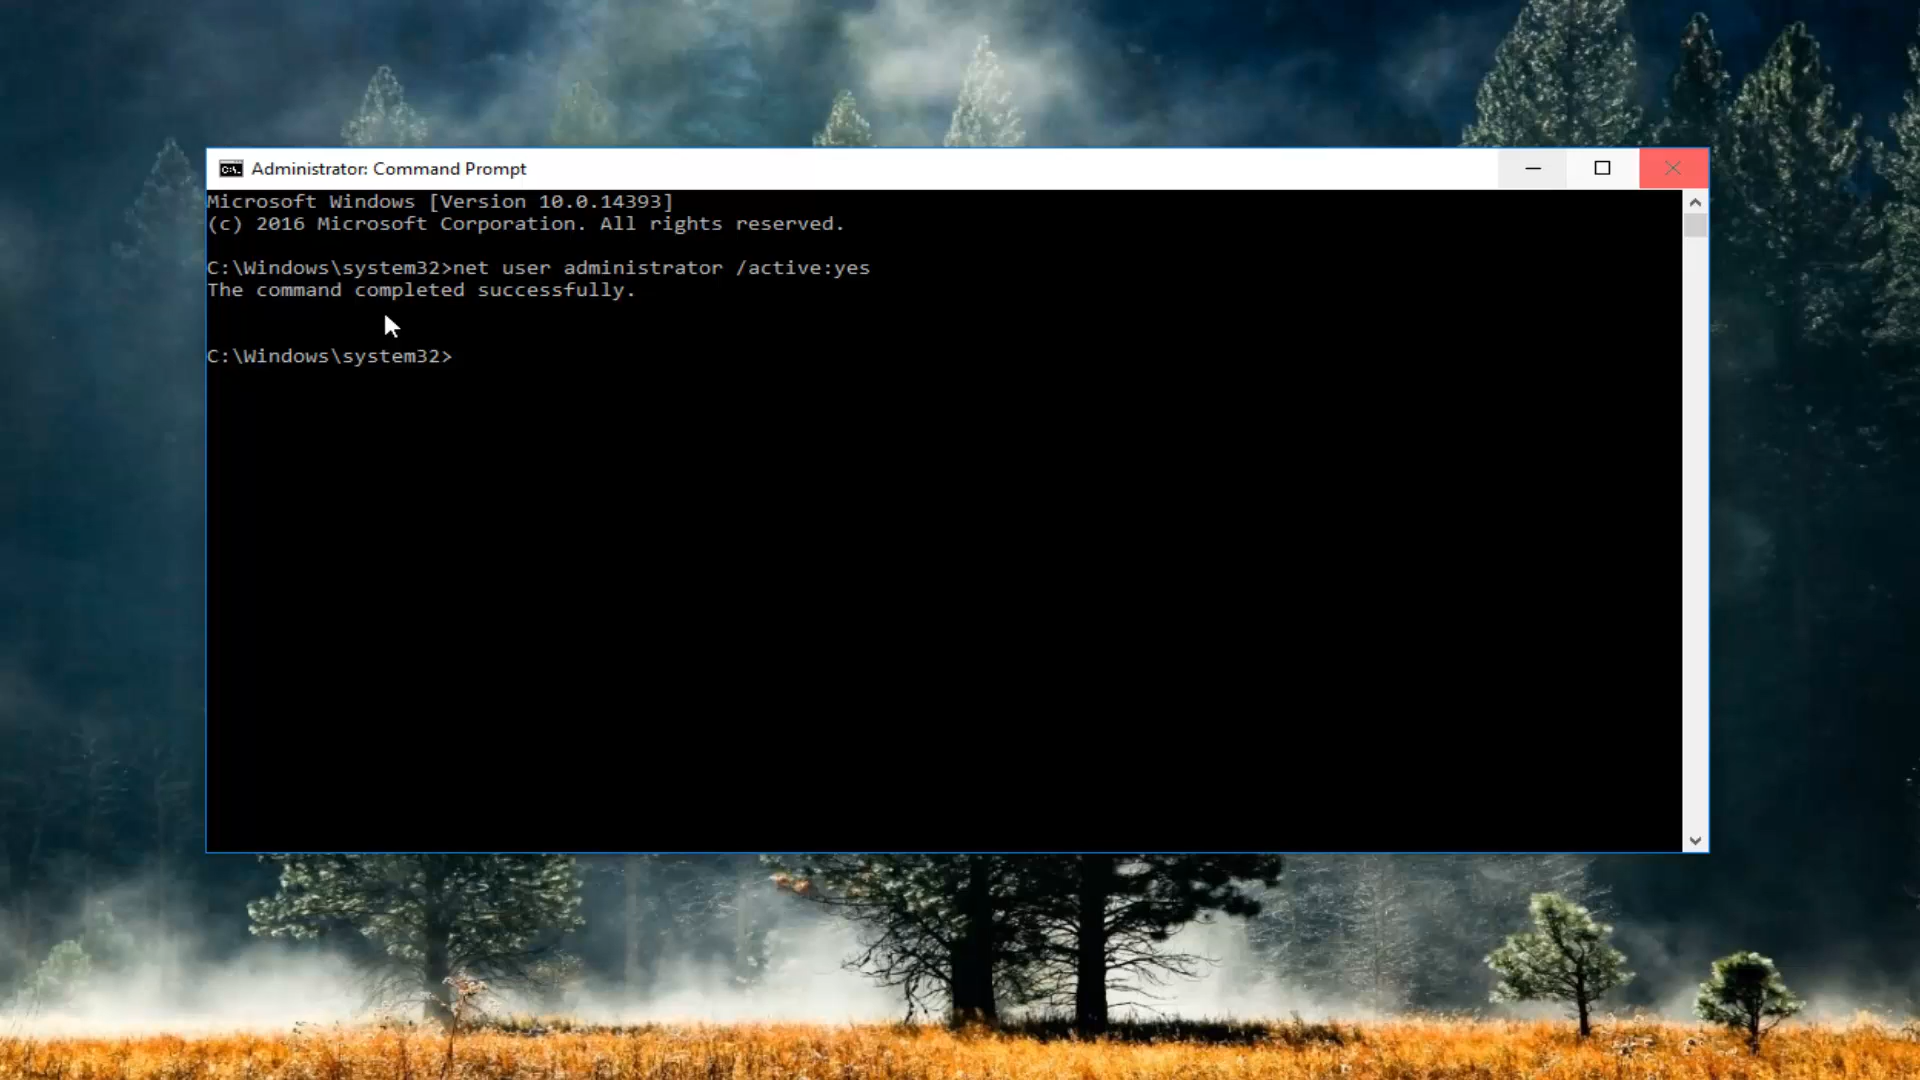 Administrator: Command Prompt
Microsoft Windows [Version 10.0.14393]
(c) 2016 Microsoft Corporation. All rights reserved.
C:\Windows\system32>net user administrator /active:yes
The command completed successfully.
C:\Windows\system32>